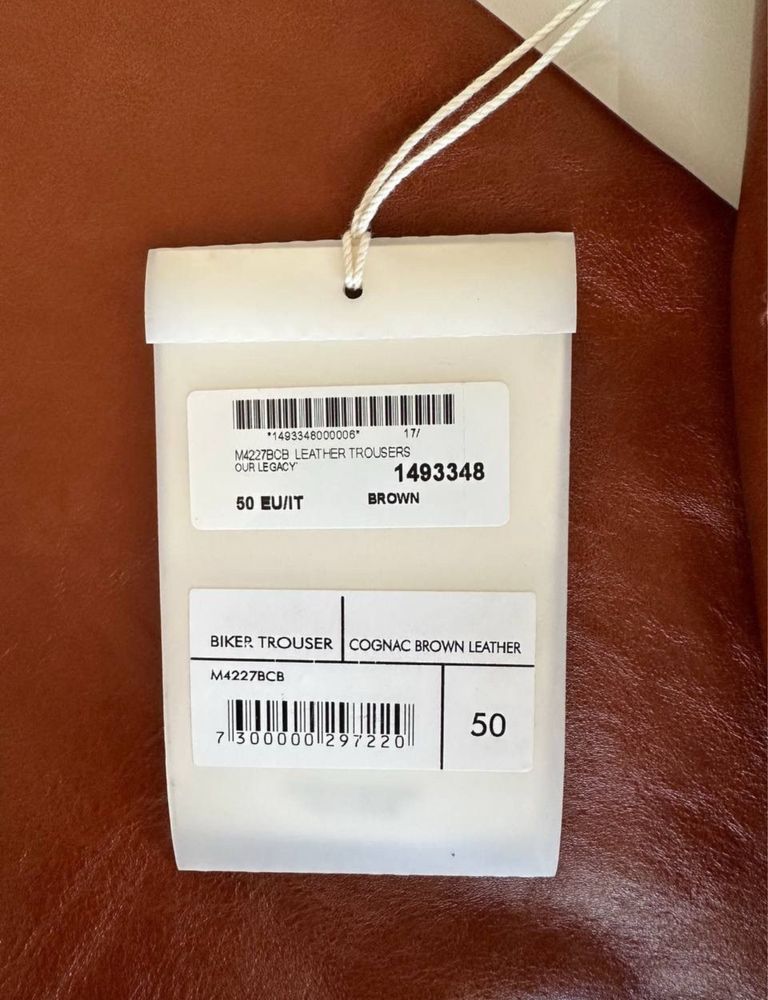 *1493348000006* 17/
M4227BCB LEATHER TROUSERS
OUR LEGACY
1493348
50 EU/IT BROWN
BIKER TROUSER COGNAC BROWN LEATHER
M4227BCB
7 300000 297220
50